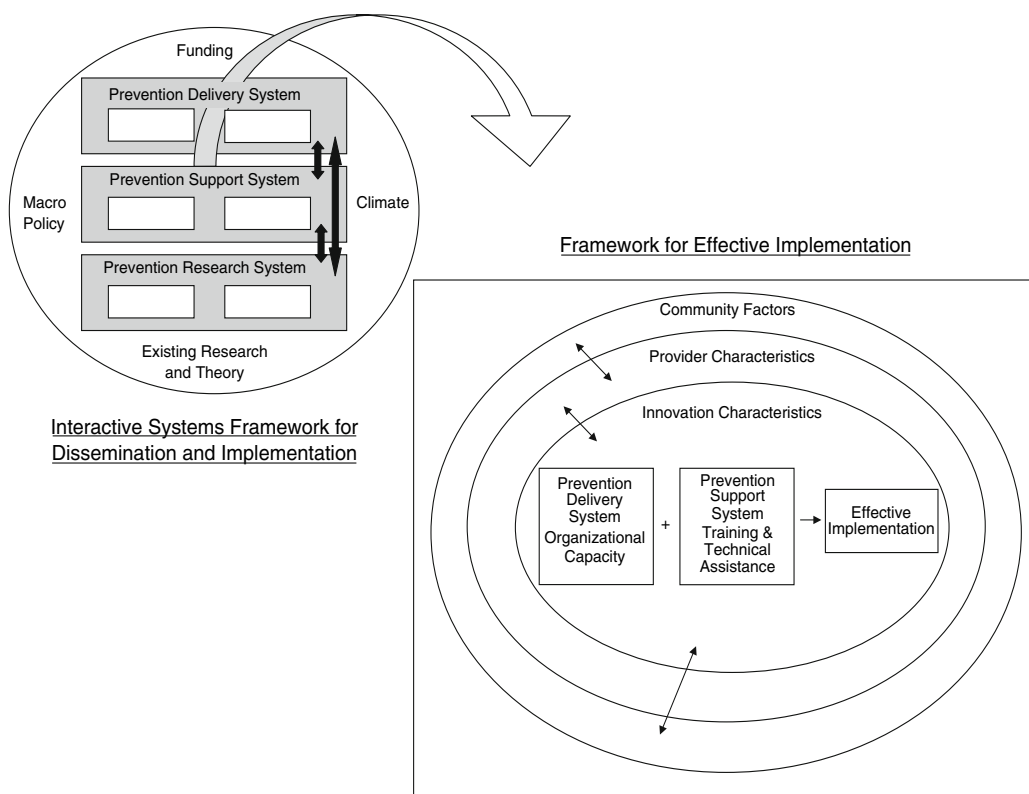 Funding
Prevention Delivery System
Prevention Support System
Macro
Policy
Climate
Prevention Research System
Existing Research
and Theory
Interactive Systems Framework for
Dissemination and Implementation
Framework for Effective Implementation
Community Factors
Provider Characteristics
Innovation Characteristics
Prevention
Delivery
System
Organizational
Capacity
+
Prevention
Support
System
Training &
Technical
Assistance
Effective
Implementation